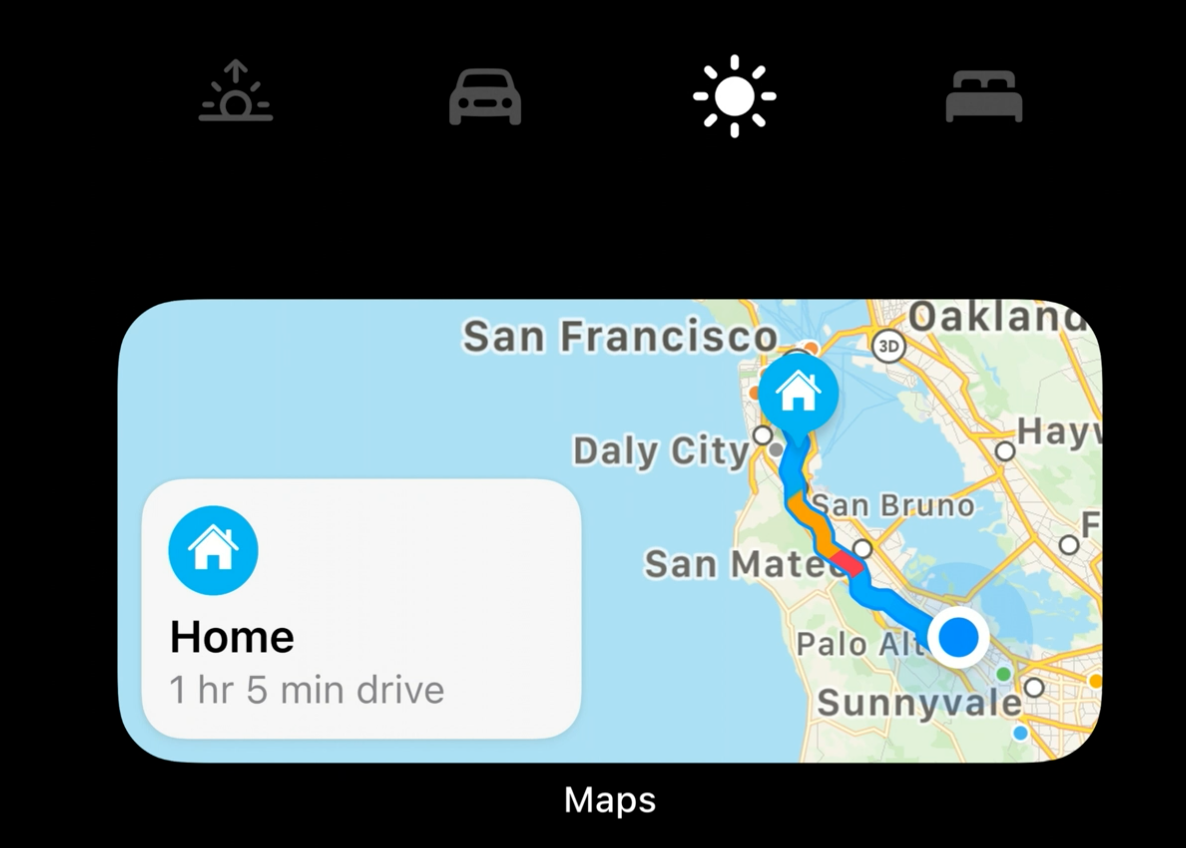 San Francisco
Oakland
3D
Hayw
Daly City
San Bruno
F
San Mateo
Home
Palo Alt
1 hr 5 min drive
Sunnyvale
Maps